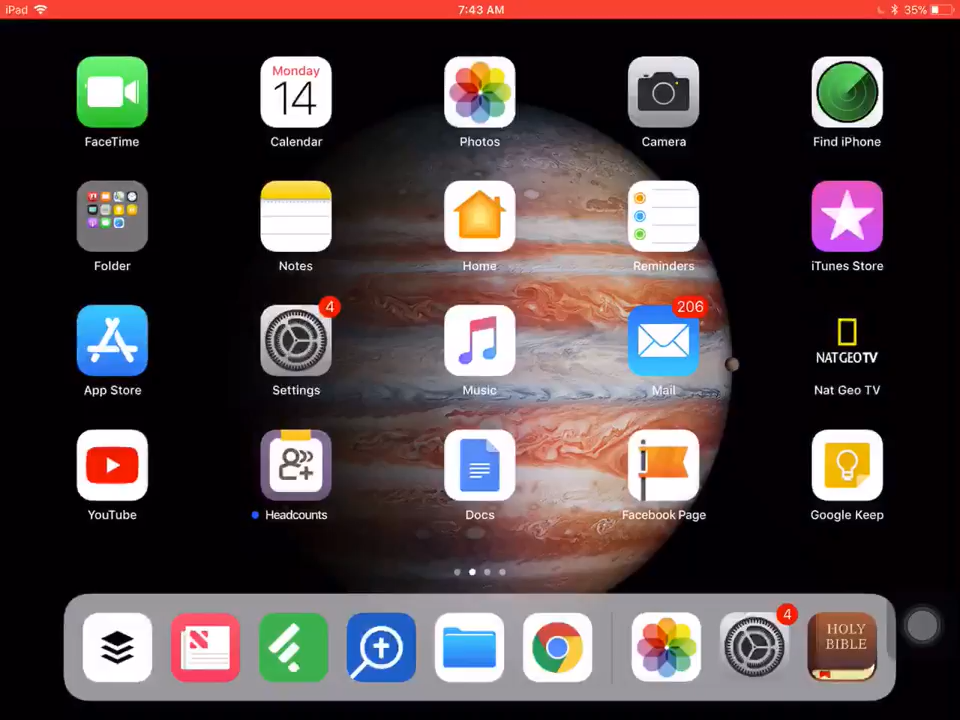 iPad 7:43 AM 35%
Monday
14
FaceTime Calendar Photos Camera Find iPhone
Folder Notes Home Reminders iTunes Store
4 206
NAT GEO TV
App Store Settings Music Mail Nat Geo TV
YouTube Headcounts Docs Facebook Page Google Keep
4
HOLY
BIBLE